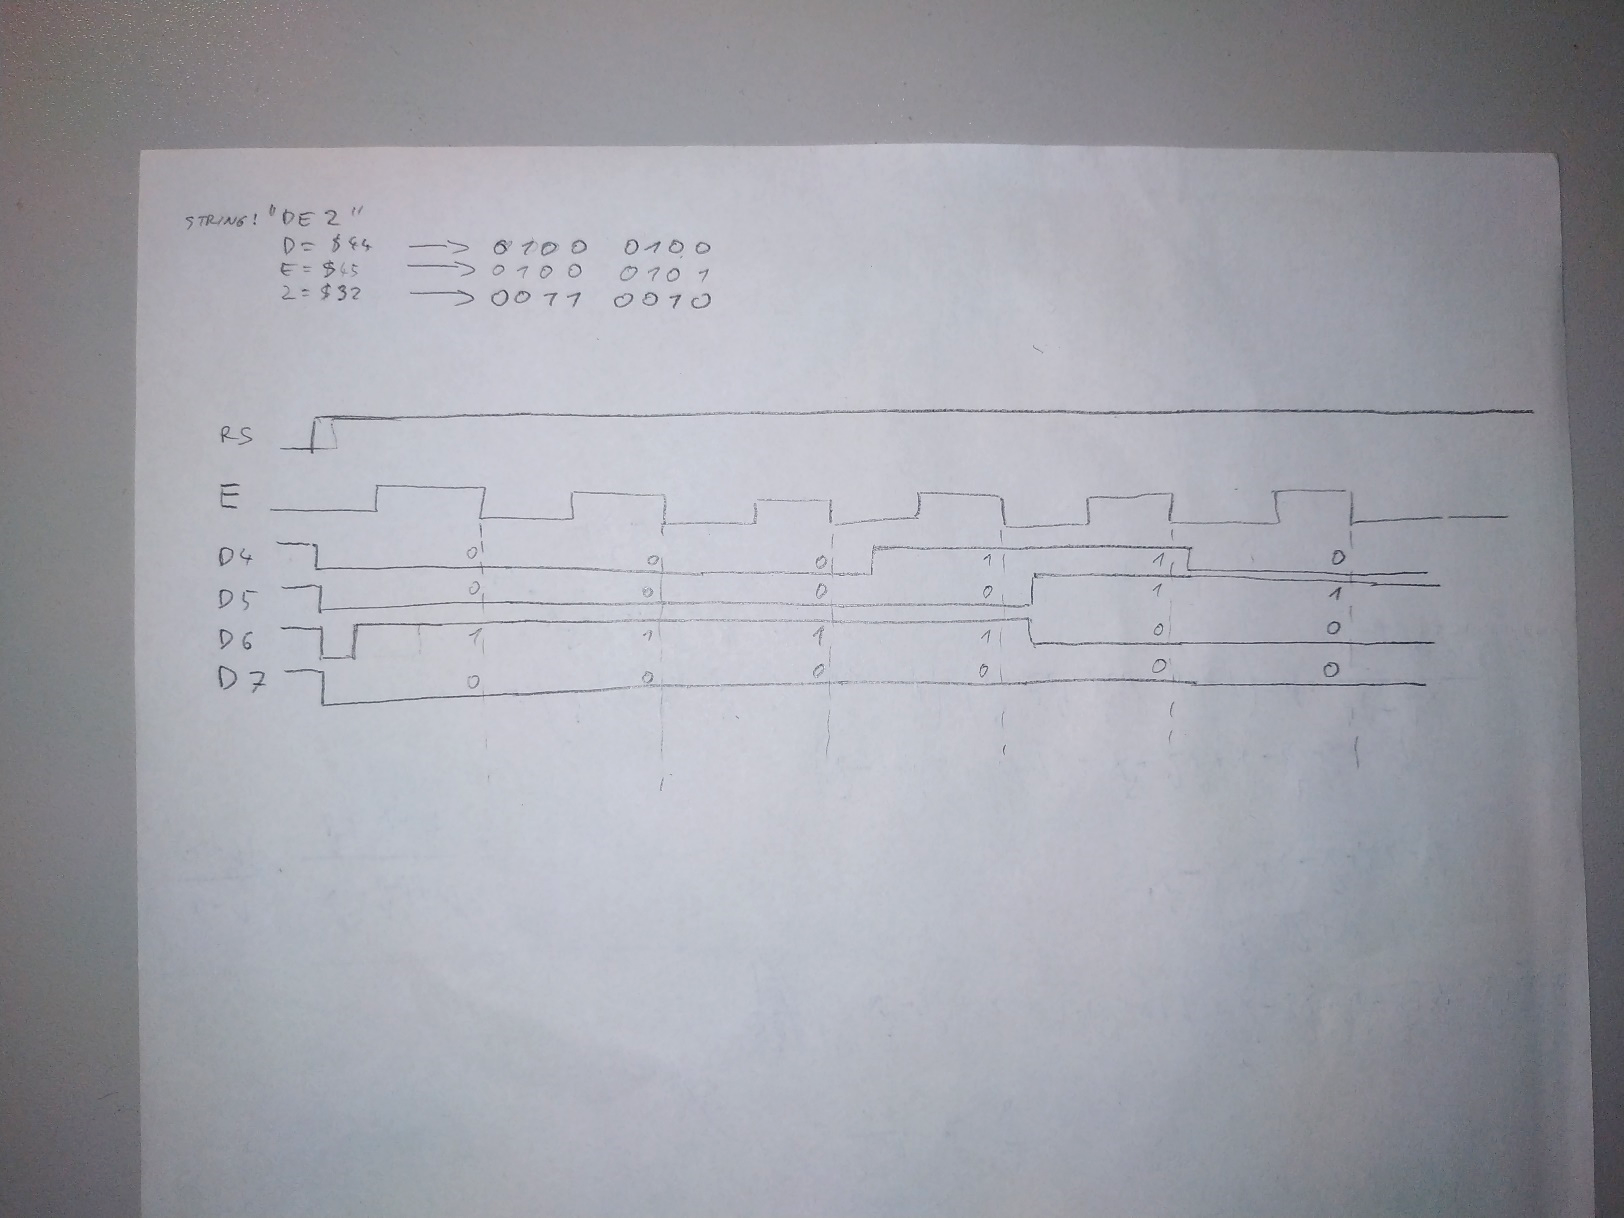 STRING: "DE2"
D = $44 → 0100 0100
E = $45 → 0100 0101
2 = $32 → 0011 0010
RS
E
D4 0 0 0 1 1 0
D5 0 0 0 0 1 1
D6 1 1 1 1 0 0
D7 0 0 0 0 0 0